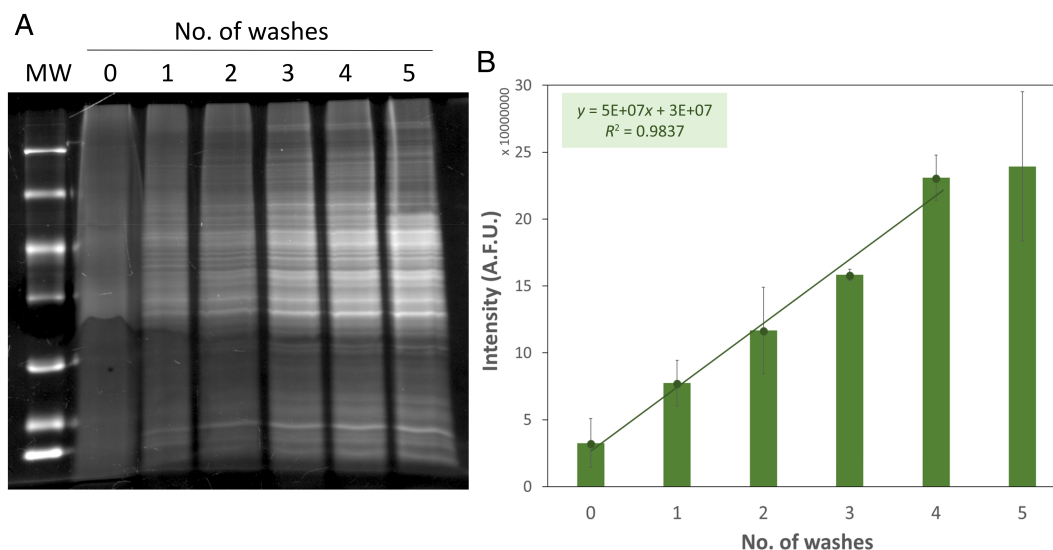 A
No. of washes
MW 0 1 2 3 4 5
B
x 10000000
y = 5E+07x + 3E+07
R² = 0.9837
30
25
20
15
10
5
0
Intensity (A.F.U.)
0 1 2 3 4 5
No. of washes